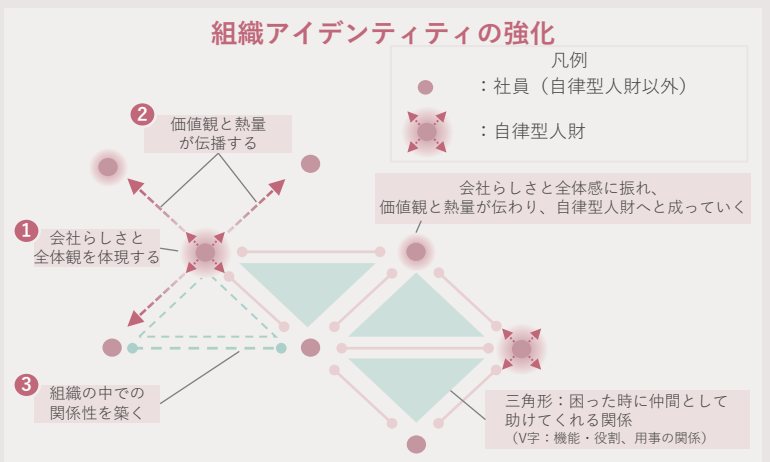 組織アイデンティティの強化
凡例
：社員（自律型人財以外）
：自律型人財
2
価値観と熱量
が伝播する
会社らしさと全体感に振れ、
価値観と熱量が伝わり、自律型人財へと成っていく
1
会社らしさと
全体観を体現する
3
組織の中での
関係性を築く
三角形：困った時に仲間として
助けてくれる関係
（V字：機能・役割、用事の関係）